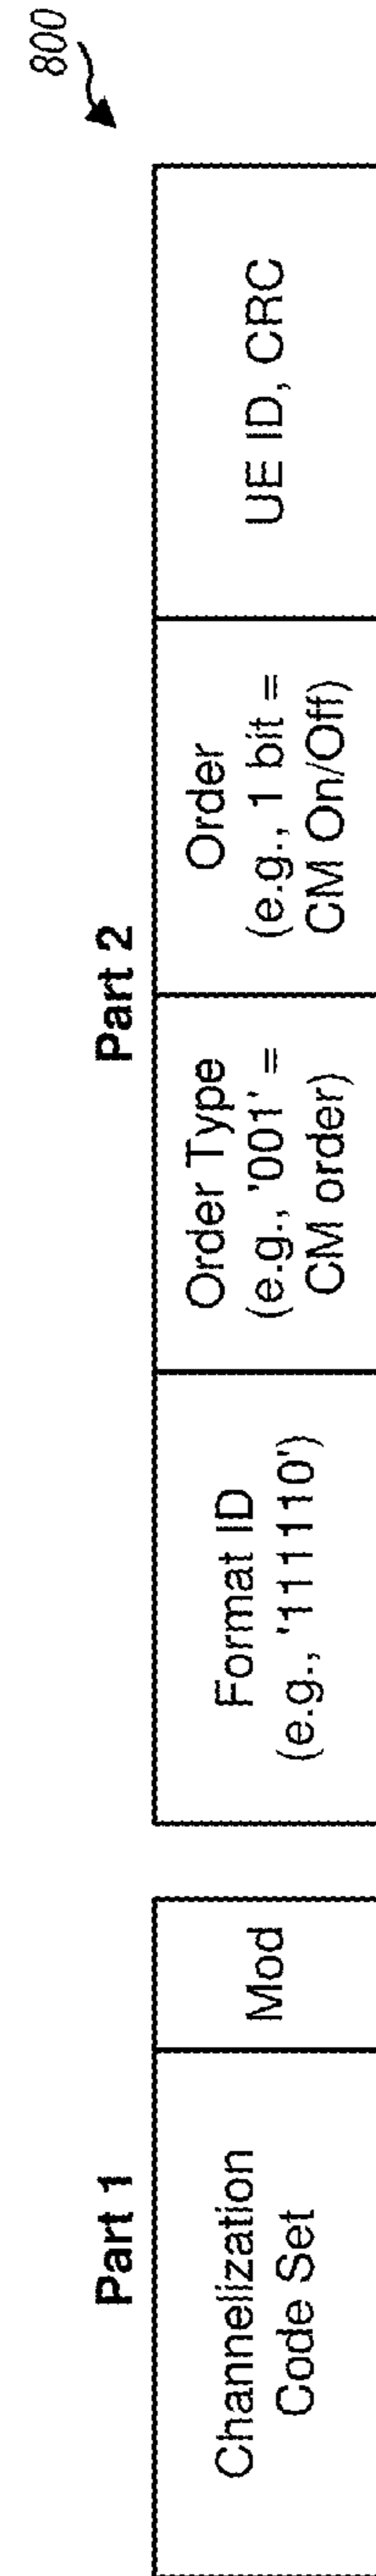 800
Part 1
Channelization
Code Set
Mod
Part 2
Format ID
(e.g., '111110')
Order Type
(e.g., '001' =
CM order)
Order
(e.g., 1 bit =
CM On/Off)
UE ID, CRC